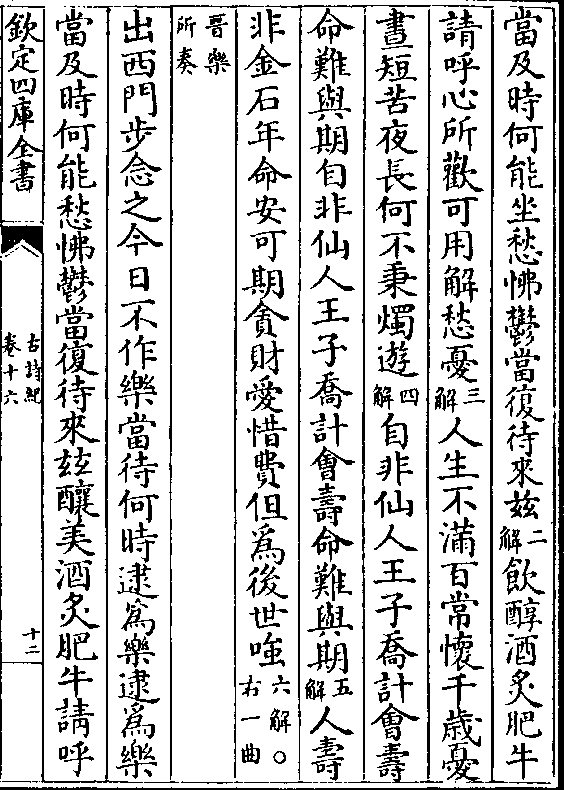 當及時何能坐愁怫鬱當復待來兹二解飲醇酒炙肥牛
請呼心所歡可用解愁憂三解人生不滿百常懷千歲憂
晝短苦夜長何不秉燭遊四解自非仙人王子喬計會壽
命難與期自非仙人王子喬計會壽命難與期五解人壽
非金石年命安可期貪財愛惜費但爲後世嗤六解○右一曲
晉樂所奏
出西門步念之今日不作樂當待何時逮爲樂逮爲樂
當及時何能愁怫鬱當復待來兹釀美酒炙肥牛請呼
欽定四庫全書
古詩紀
卷十六
十二